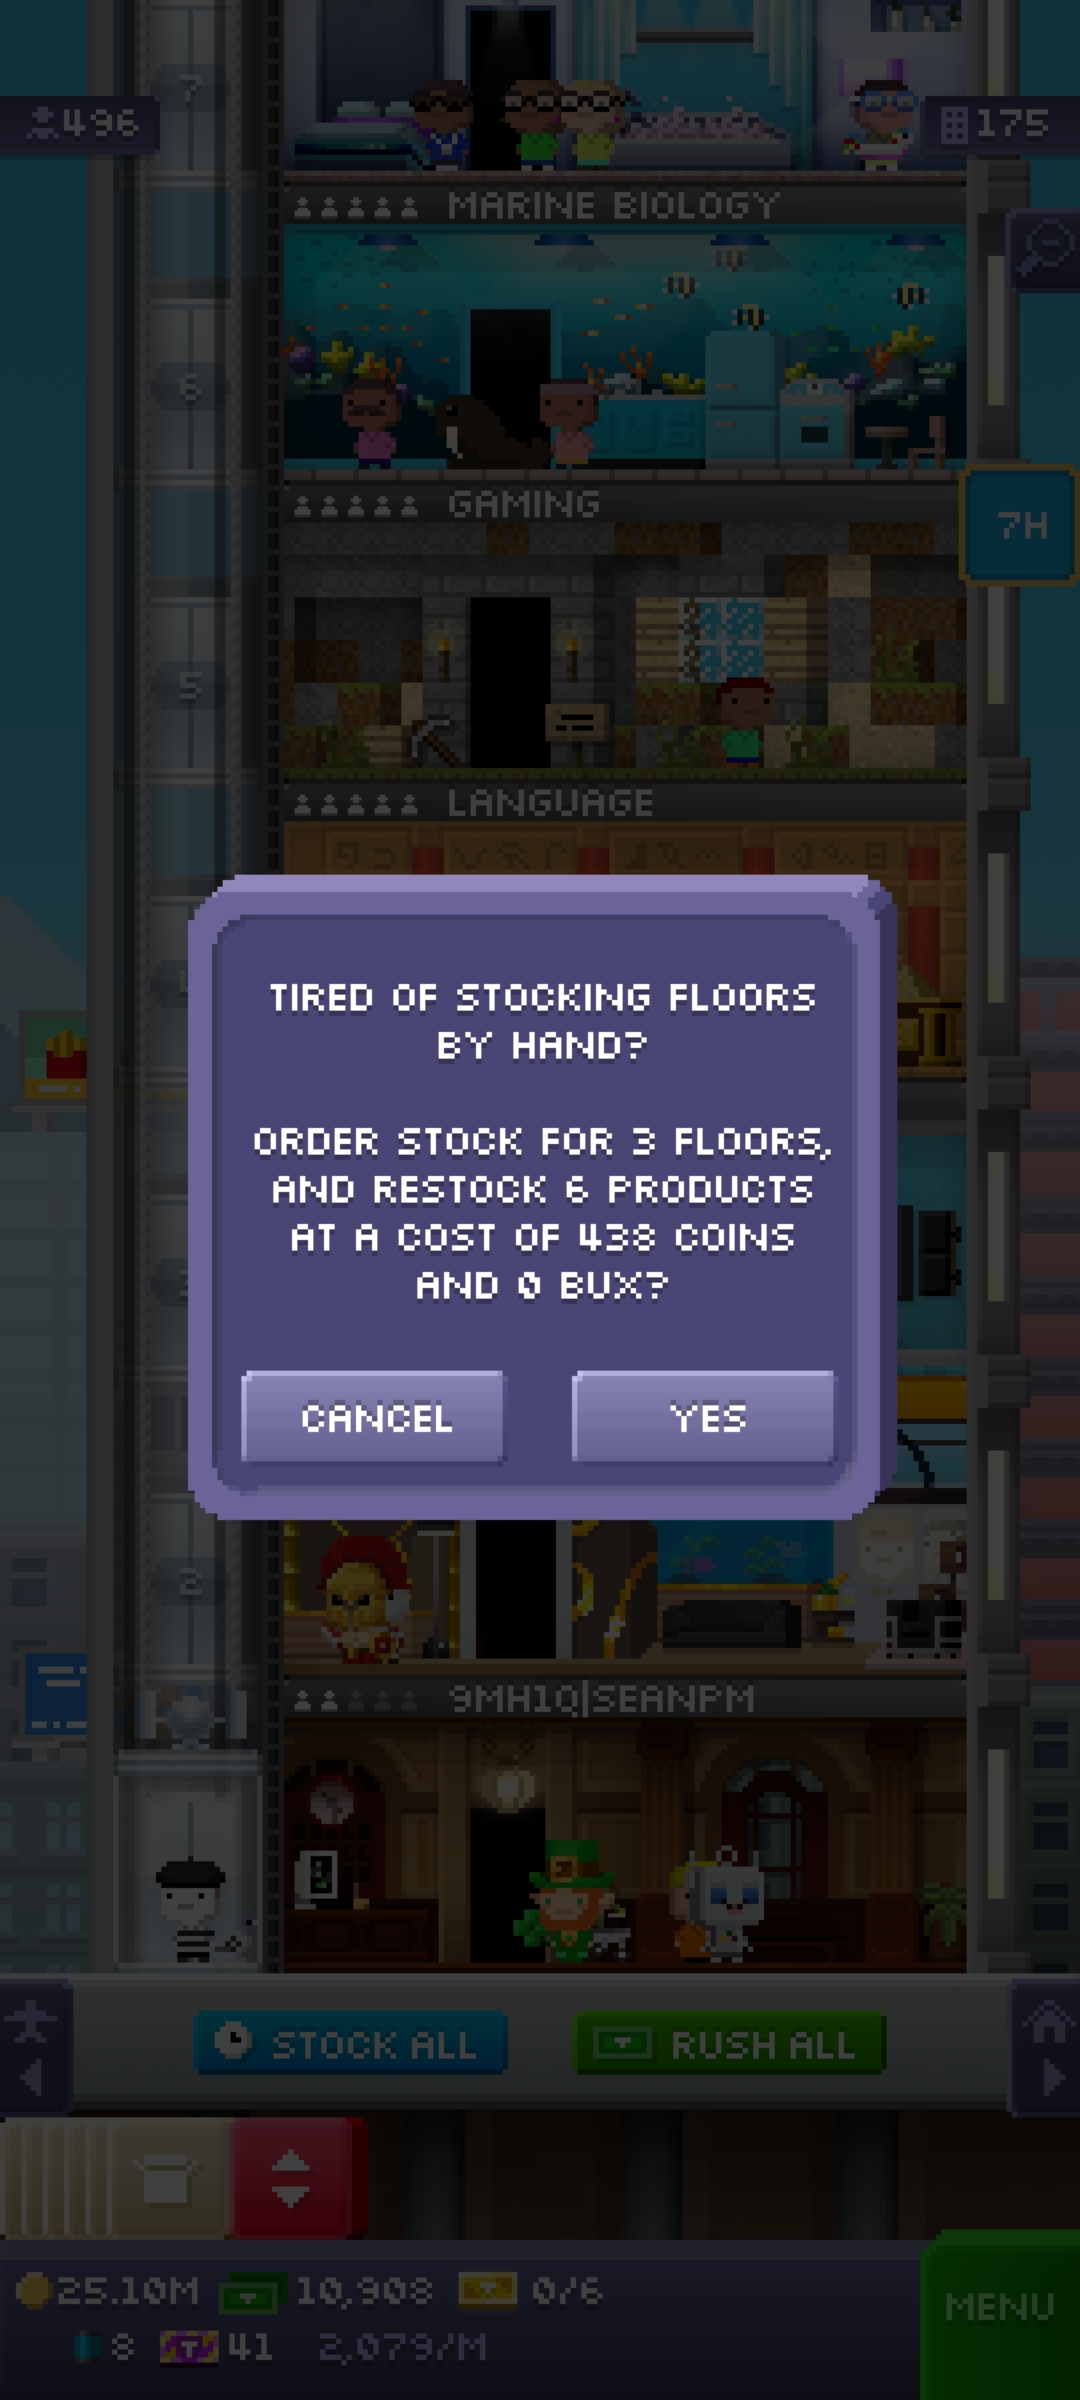 7
496
175
MARINE BIOLOGY
6
GAMING
7H
5
LANGUAGE
TIRED OF STOCKING FLOORS
BY HAND?
ORDER STOCK FOR 3 FLOORS,
AND RESTOCK 6 PRODUCTS
AT A COST OF 438 COINS
AND 0 BUX?
CANCEL
YES
2
9MH1Q|SEANPM
STOCK ALL
RUSH ALL
25.10M
10,908
0/6
MENU
8
41
2,079/M